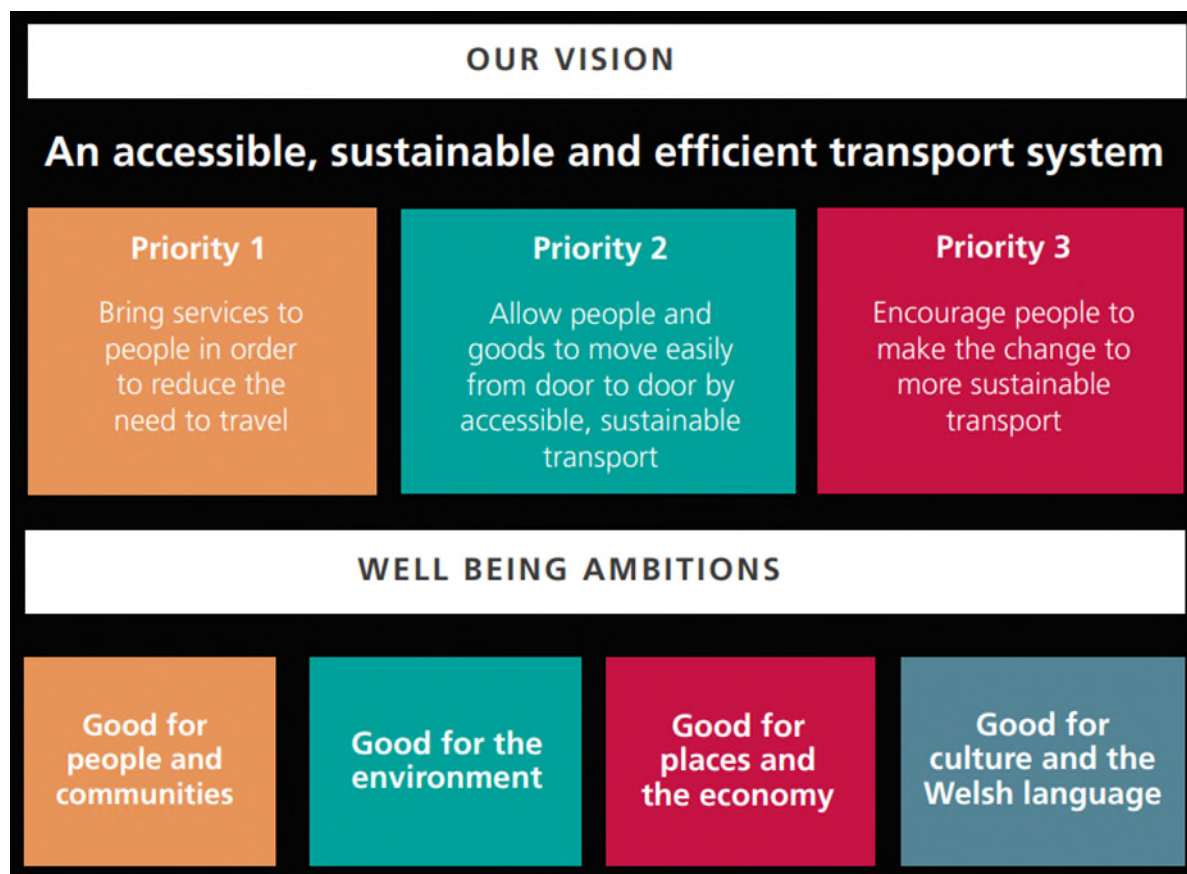 OUR VISION
An accessible, sustainable and efficient transport system
Priority 1
Bring services to
people in order
to reduce the
need to travel
Priority 2
Allow people and
goods to move easily
from door to door by
accessible, sustainable
transport
Priority 3
Encourage people to
make the change to
more sustainable
transport
WELL BEING AMBITIONS
Good for
people and
communities
Good for the
environment
Good for
places and
the economy
Good for
culture and the
Welsh language